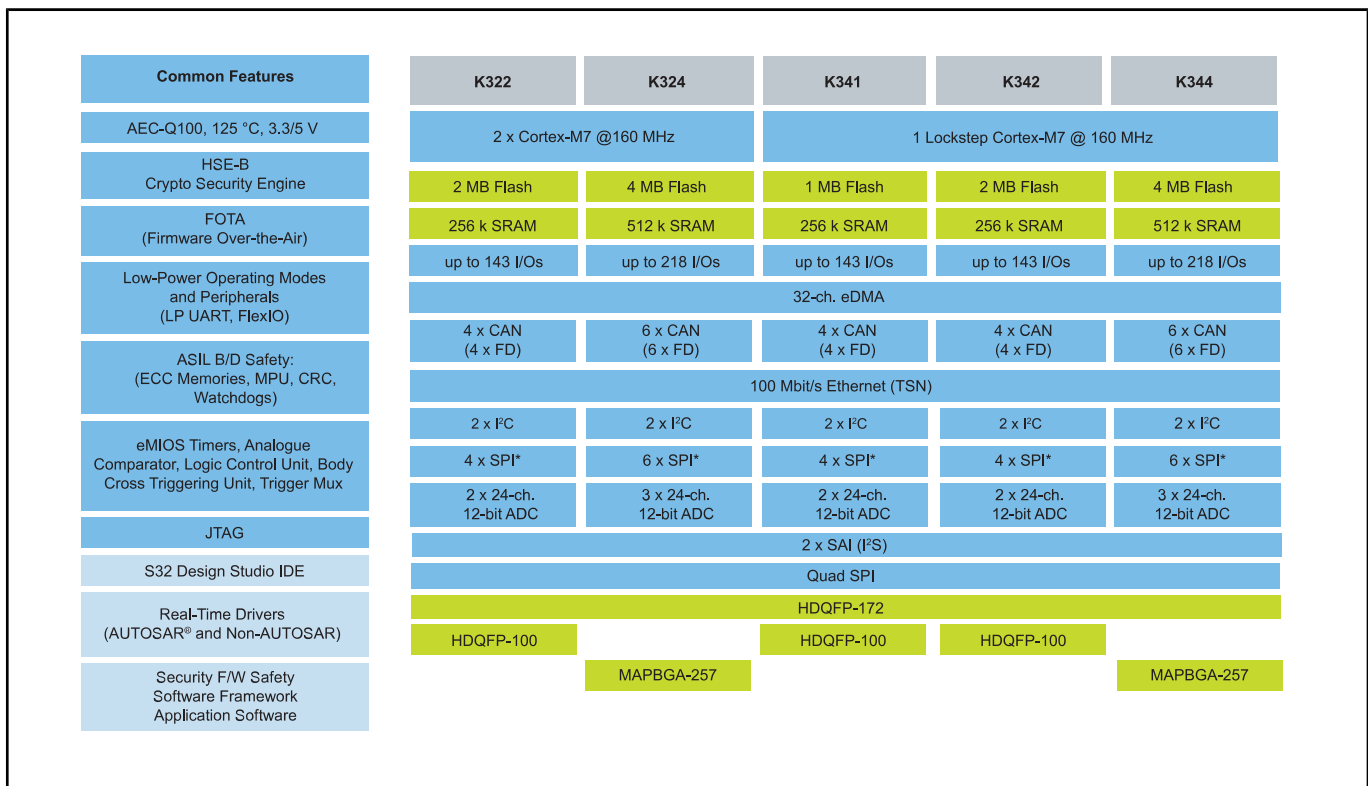 Common Features
AEC-Q100, 125 °C, 3.3/5 V
HSE-B
Crypto Security Engine
FOTA
(Firmware Over-the-Air)
Low-Power Operating Modes
and Peripherals
(LP UART, FlexIO)
ASIL B/D Safety:
(ECC Memories, MPU, CRC,
Watchdogs)
eMIOS Timers, Analogue
Comparator, Logic Control Unit, Body
Cross Triggering Unit, Trigger Mux
JTAG
S32 Design Studio IDE
Real-Time Drivers
(AUTOSAR® and Non-AUTOSAR)
Security F/W Safety
Software Framework
Application Software
K322 K324 K341 K342 K344
2 x Cortex-M7 @160 MHz 1 Lockstep Cortex-M7 @ 160 MHz
2 MB Flash 4 MB Flash 1 MB Flash 2 MB Flash 4 MB Flash
256 k SRAM 512 k SRAM 256 k SRAM 256 k SRAM 512 k SRAM
up to 143 I/Os up to 218 I/Os up to 143 I/Os up to 143 I/Os up to 218 I/Os
32-ch. eDMA
4 x CAN 6 x CAN 4 x CAN 4 x CAN 6 x CAN
(4 x FD) (6 x FD) (4 x FD) (4 x FD) (6 x FD)
100 Mbit/s Ethernet (TSN)
2 x I²C 2 x I²C 2 x I²C 2 x I²C 2 x I²C
4 x SPI* 6 x SPI* 4 x SPI* 4 x SPI* 6 x SPI*
2 x 24-ch. 3 x 24-ch. 2 x 24-ch. 2 x 24-ch. 3 x 24-ch.
12-bit ADC 12-bit ADC 12-bit ADC 12-bit ADC 12-bit ADC
2 x SAI (I²S)
Quad SPI
HDQFP-172
HDQFP-100 HDQFP-100 HDQFP-100
MAPBGA-257 MAPBGA-257